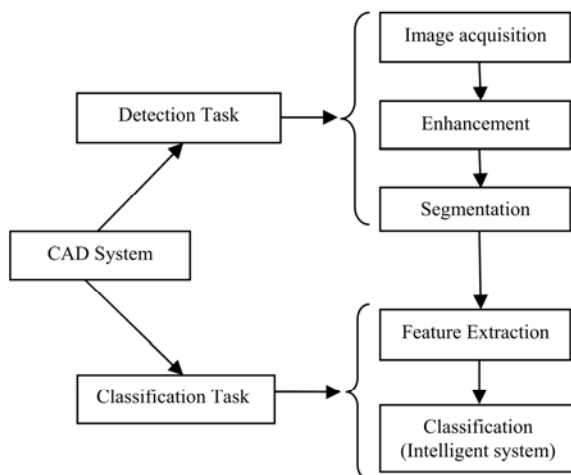 Image acquisition
Detection Task
Enhancement
Segmentation
CAD System
Feature Extraction
Classification Task
Classification
(Intelligent system)